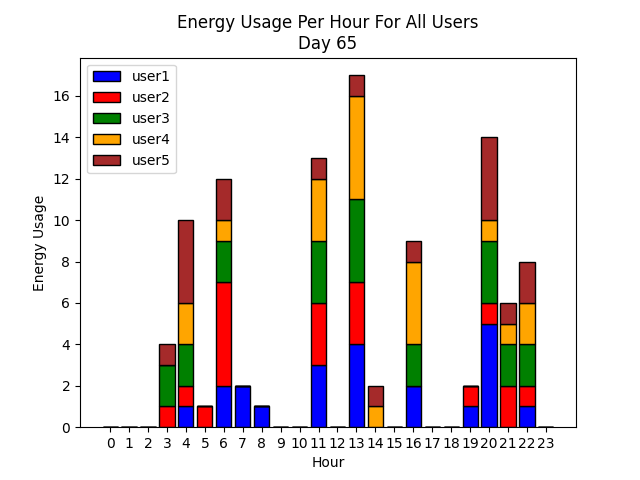 Energy Usage Per Hour For All Users
Day 65
user1
user2
user3
user4
user5
Energy Usage
16
14
12
10
8
6
4
2
0
0 1 2 3 4 5 6 7 8 9 10 11 12 13 14 15 16 17 18 19 20 21 22 23
Hour